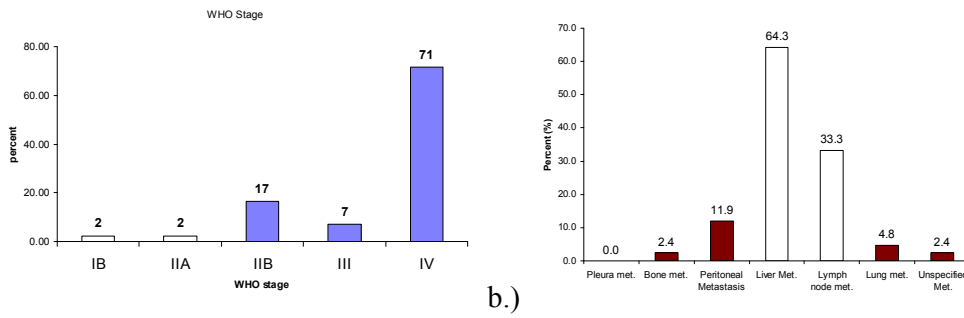 WHO Stage
80.00
60.00
40.00
20.00
0.00
percent
2
2
17
7
71
IB
IIA
IIB
III
IV
WHO stage
b.)
70.0
60.0
50.0
40.0
30.0
20.0
10.0
0.0
Percent (%)
0.0
2.4
11.9
64.3
33.3
4.8
2.4
Pleura met.
Bone met.
Peritoneal
Metastasis
Liver Met.
Lymph
node met.
Lung met.
Unspecified
Met.